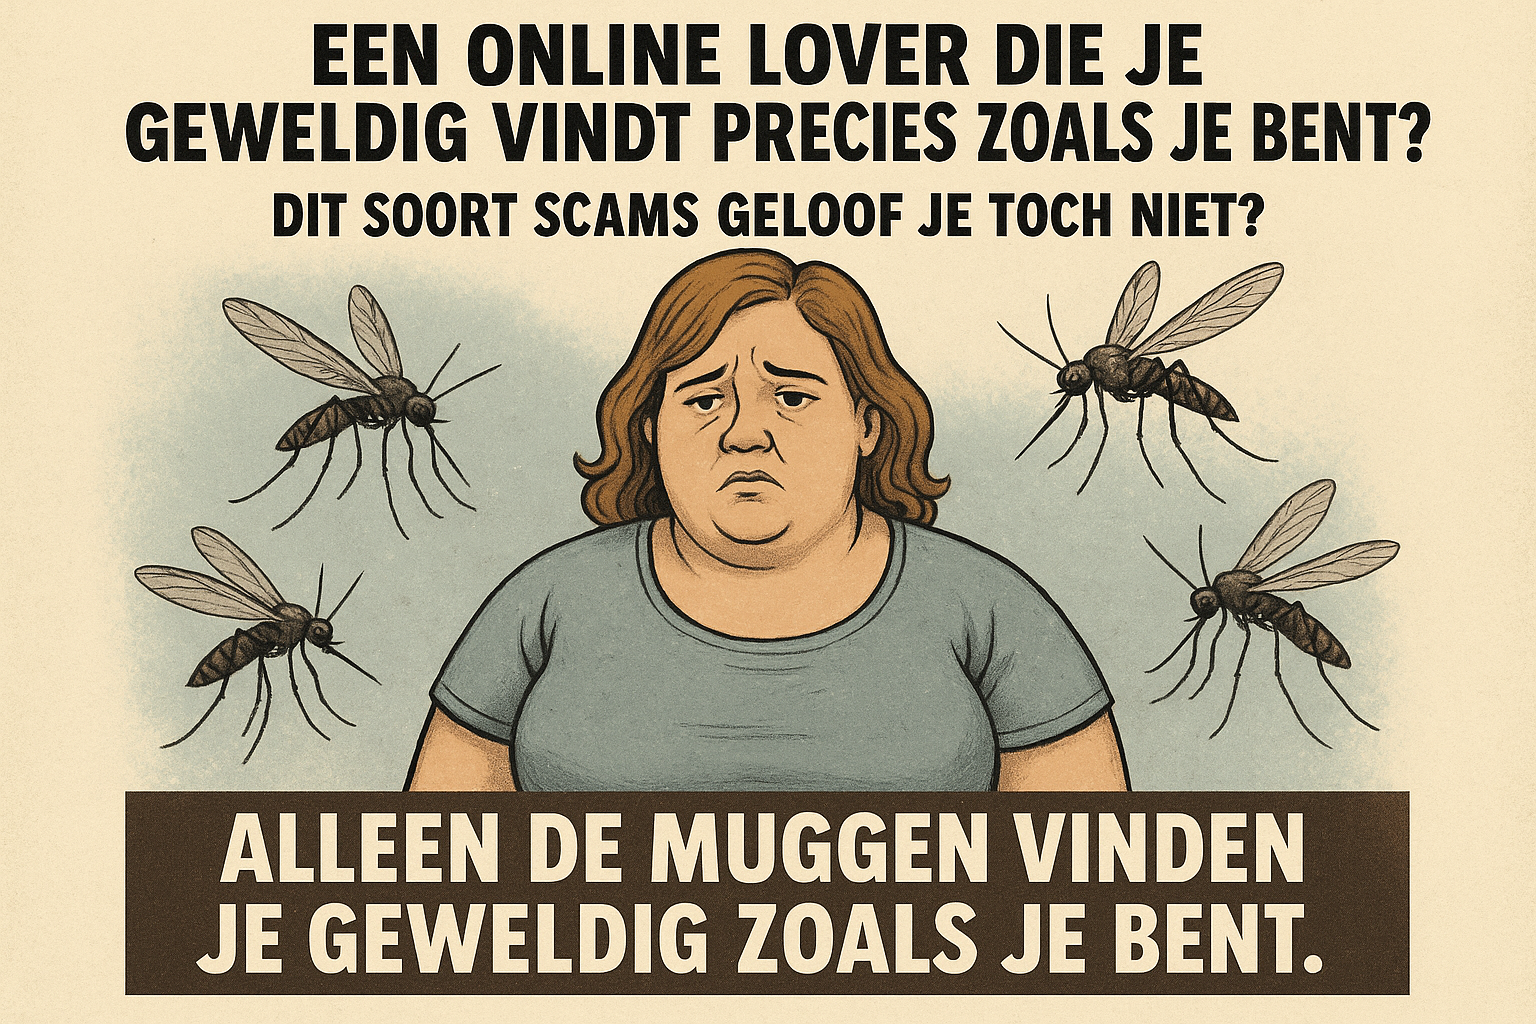 EEN ONLINE LOVER DIE JE
GEWELDIG VINDT PRECIES ZOALS JE BENT?
DIT SOORT SCAMS GELOOF JE TOCH NIET?
ALLEEN DE MUGGEN VINDEN
JE GEWELDIG ZOALS JE BENT.